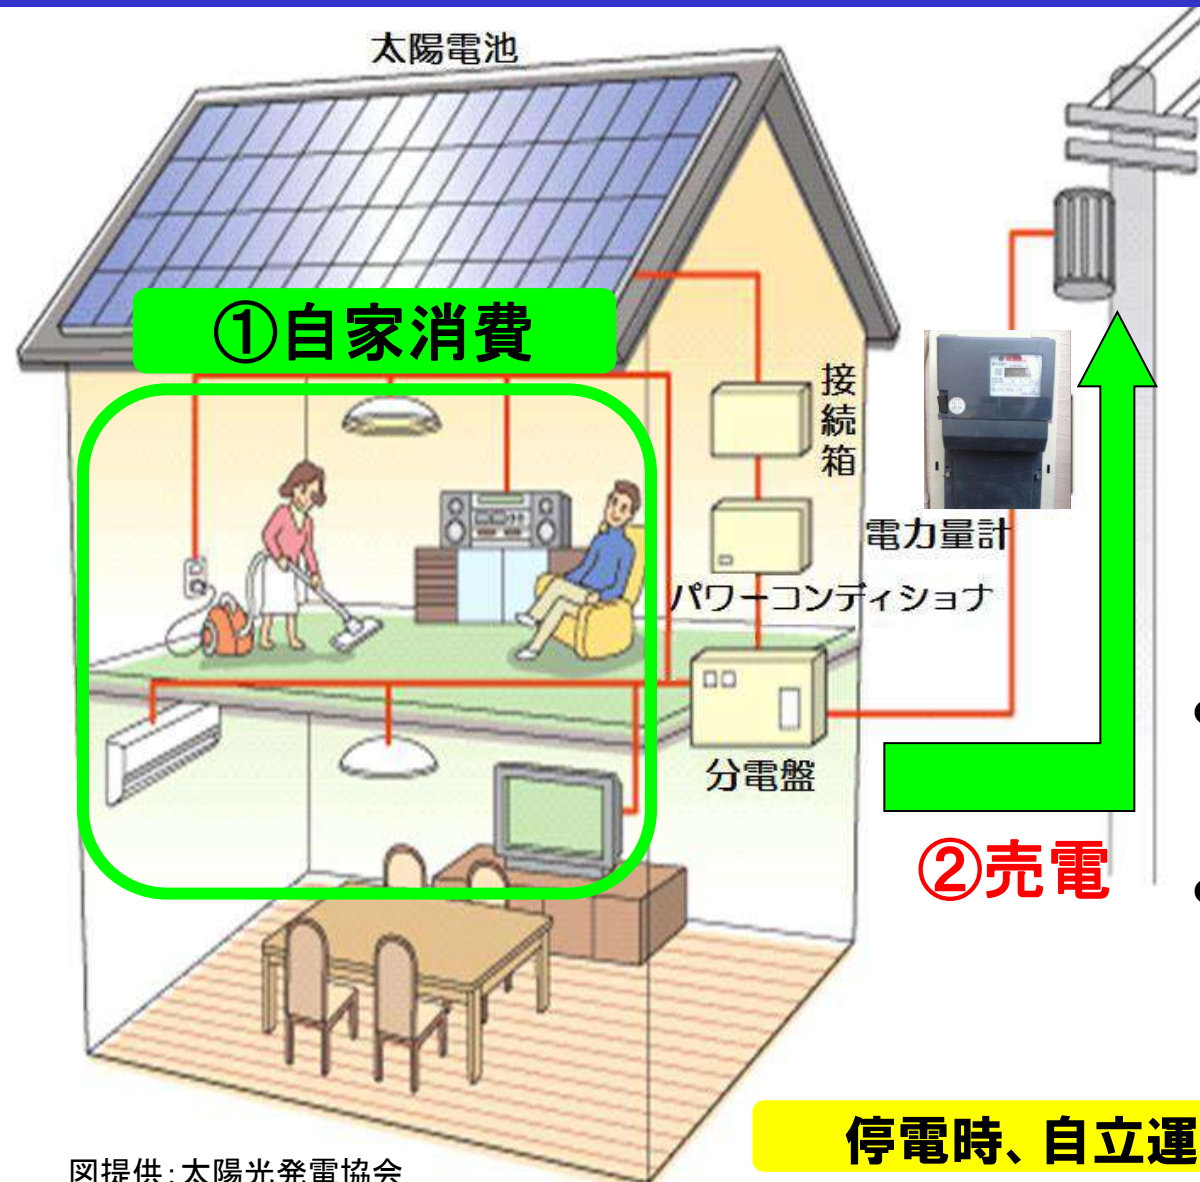 太陽電池
①自家消費
接続箱
電力量計
パワーコンディショナ
分電盤
②売電
停電時、自立運
図提供:太陽光発電協会